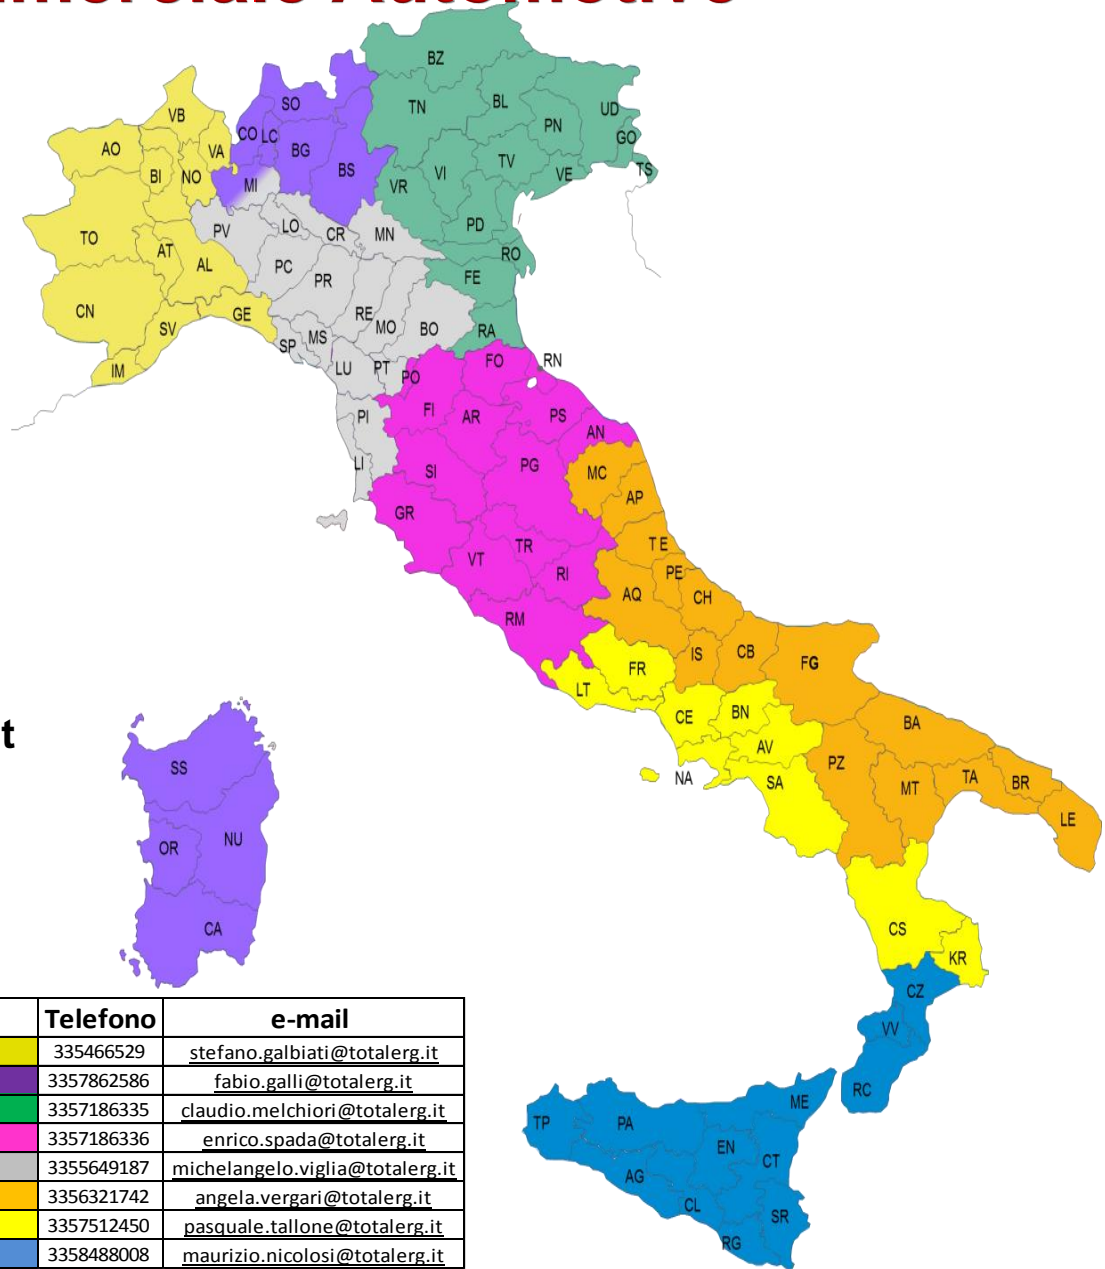 merciale Automotive
BZ
SO
TN
BL
UD
VB
PN
CO
LC
GO
AO
VA
BG
TV
BS
VI
VE
TS
BI
NO
MI
VR
PV
LO
CR
MN
PD
TO
AT
AL
PC
PR
FE
RO
CN
SV
GE
RE
MO
BO
RA
SP
MS
IM
LU
PT
PO
FO
RN
PI
FI
AR
PS
AN
LI
SI
PG
MC
AP
GR
VT
TR
TE
RI
PE
AQ
CH
RM
IS
CB
FG
FR
LT
CE
BN
BA
AV
t
SS
NA
SA
PZ
MT
TA
BR
LE
OR
NU
CA
CS
KR
CZ
VV
RC
ME
TP
PA
EN
CT
AG
CL
SR
RG
Telefono e-mail
335466529 stefano.galbiati@totalerg.it
3357862586 fabio.galli@totalerg.it
3357186335 claudio.melchiori@totalerg.it
3357186336 enrico.spada@totalerg.it
3355649187 michelangelo.viglia@totalerg.it
3356321742 angela.vergari@totalerg.it
3357512450 pasquale.tallone@totalerg.it
3358488008 maurizio.nicolosi@totalerg.it